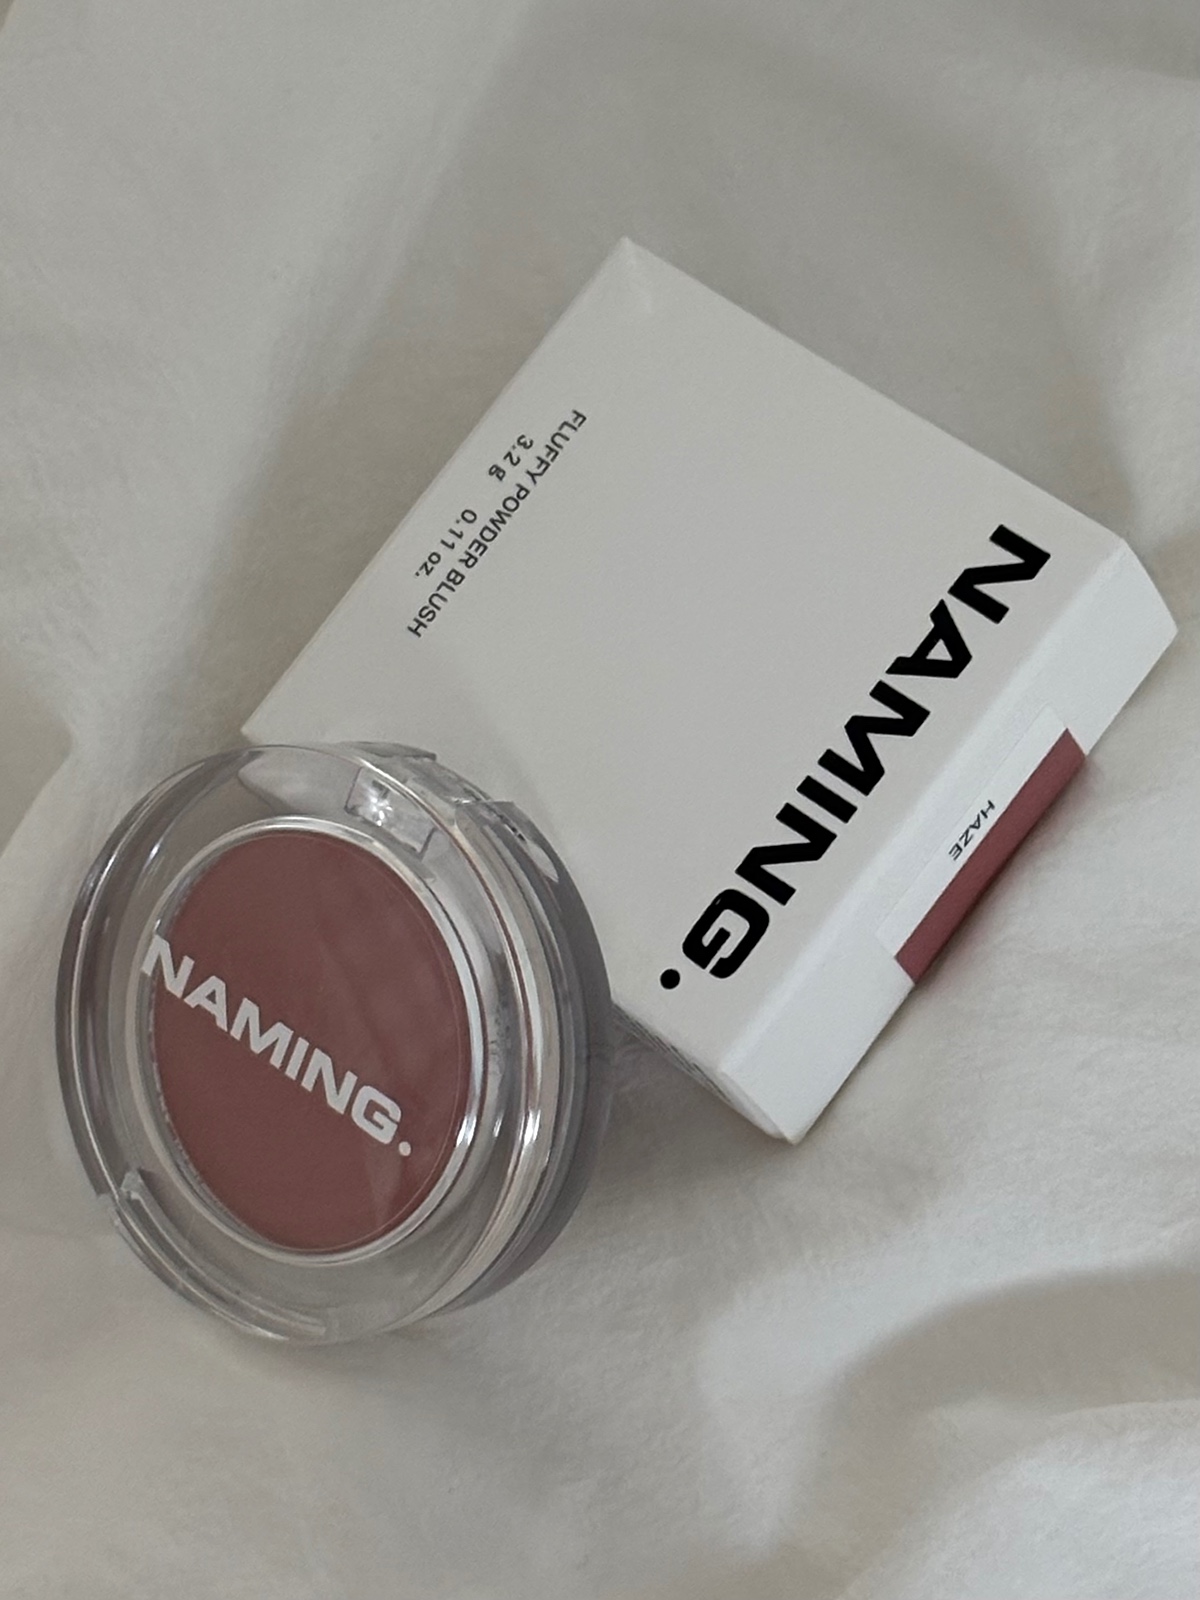 FLUFFY POWDER BLUSH
3.2 g 0.11 oz.
NAMING.
HAZE
NAMING.